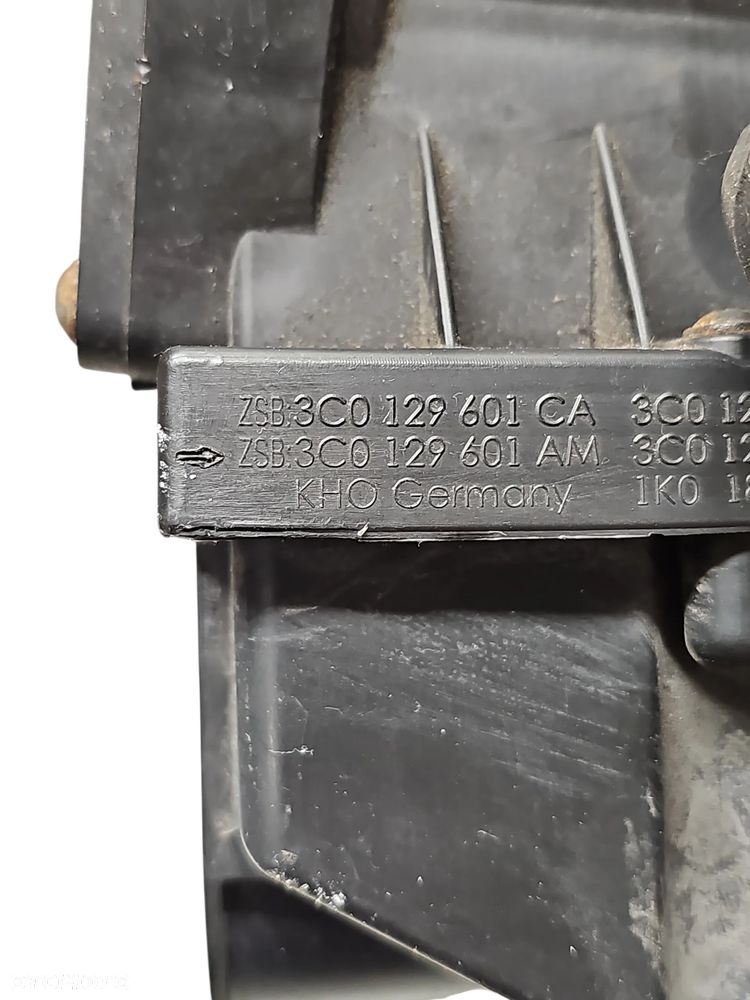 ZSB:3C0 129 601 CA 3C0 12
ZSB:3C0 129 601 AM 3C0 12
KHO Germany 1K0 18